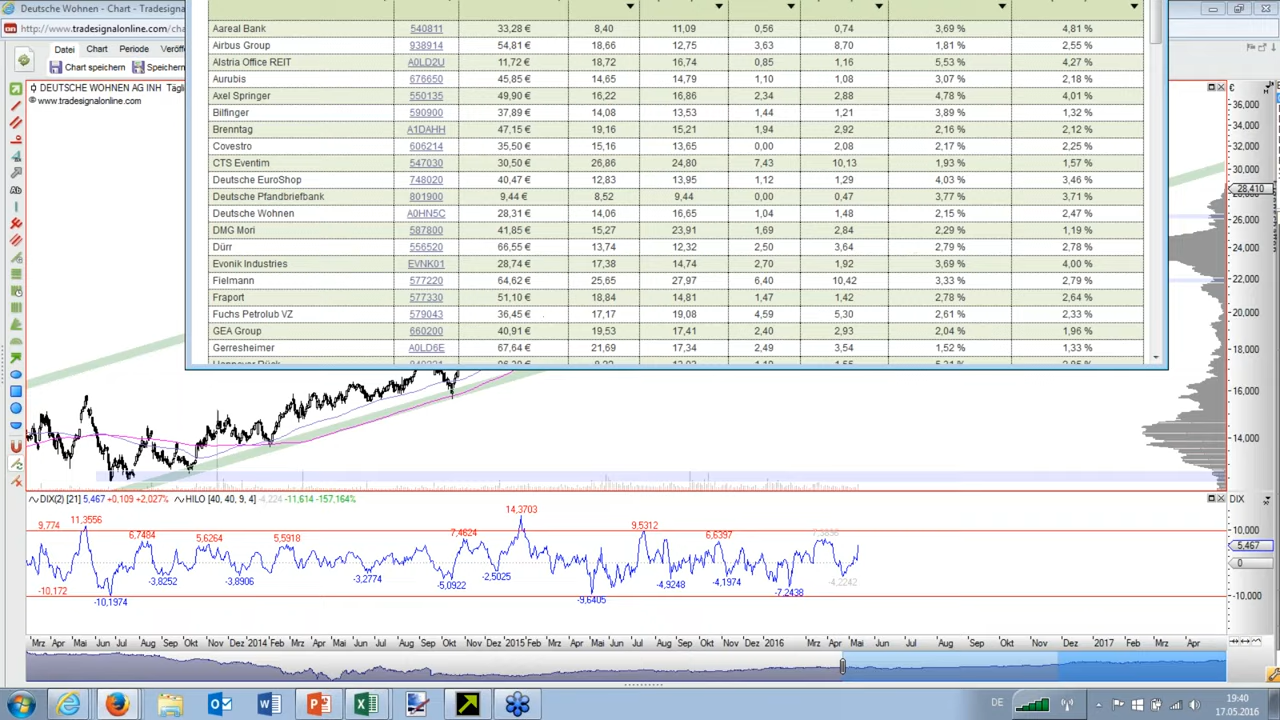 Deutsche Wohnen - Chart - Tradesignal
http://www.tradesignalonline.com/cha
Datei Chart Periode Veröff
Chart speichern Speichern
DEUTSCHE WOHNEN AG INH Tägli
www.tradesignalonline.com
Aareal Bank 540811 33,28 € 8,40 11,09 0,56 0,74 3,69 % 4,81 %
Airbus Group 938914 54,81 € 18,66 12,75 3,63 8,70 1,81 % 2,55 %
Alstria Office REIT A0LD2U 11,72 € 18,72 16,74 0,85 1,16 5,53 % 4,27 %
Aurubis 676650 45,85 € 14,65 14,79 1,10 1,08 3,07 % 2,18 %
Axel Springer 550135 49,90 € 16,22 16,86 2,34 2,88 4,78 % 4,01 %
Bilfinger 590900 37,89 € 14,08 13,53 1,44 1,21 3,89 % 1,32 %
Brenntag A1DAHH 47,15 € 19,16 15,21 1,94 2,92 2,16 % 2,12 %
Covestro 606214 35,50 € 15,16 13,65 0,00 2,08 2,17 % 2,25 %
CTS Eventim 547030 30,50 € 26,86 24,80 7,43 10,13 1,93 % 1,57 %
Deutsche EuroShop 748020 40,47 € 12,83 13,95 1,12 1,29 4,03 % 3,46 %
Deutsche Pfandbriefbank 801900 9,44 € 8,52 12,93 0,00 0,47 3,77 % 3,71 %
Deutsche Wohnen A0HN5C 28,31 € 14,06 16,65 1,04 1,48 2,15 % 2,47 %
DMG Mori 587800 41,85 € 15,27 23,91 1,69 2,84 2,29 % 1,19 %
Dürr 556520 66,55 € 13,74 12,32 2,50 3,64 2,79 % 2,78 %
Evonik Industries EVNK01 28,74 € 17,38 14,74 2,70 1,92 3,69 % 4,00 %
Fielmann 577220 64,62 € 25,65 27,97 6,40 10,42 3,33 % 2,79 %
Fraport 577330 51,10 € 18,84 14,81 1,47 1,42 2,78 % 2,64 %
Fuchs Petrolub VZ 579043 36,45 € 17,17 19,08 4,59 5,30 2,61 % 2,33 %
GEA Group 660200 40,91 € 19,53 17,41 2,40 2,93 2,04 % 1,96 %
Gerresheimer A0LD6E 67,64 € 21,69 17,34 2,49 3,54 1,52 % 1,33 %
€
36,000
34,000
32,000
30,000
28,410
26,000
24,000
22,000
20,000
18,000
16,000
14,000
Ab
DIX(2) [21] 5,467 +0,109 +2,027% HILO [40, 40, 9, 4] -4,224 -11,614 -157,164% DIX
9,774 11,3556 6,7484 5,6264 5,5918 7,4624 14,3703 9,5312 6,6397
10,000
5,467
0
-10,000
-10,172 -10,1974 -3,8252 -3,8906 -3,2774 -5,0922 -2,5025 -9,6405 -4,9248 -4,1974 -7,2438 -4,2242
Mrz Apr Mai Jun Jul Aug Sep Okt Nov Dez 2014 Mrz Apr Mai Jun Jul Aug Sep Okt Dez 2015 Feb Mrz Apr Mai Jun Jul Aug Sep Okt Nov Dez 2016 Mrz Apr Mai Jun Jul Aug Sep Okt Nov Dez 2017 Feb Mrz Apr
DE
19:40
17.05.2016